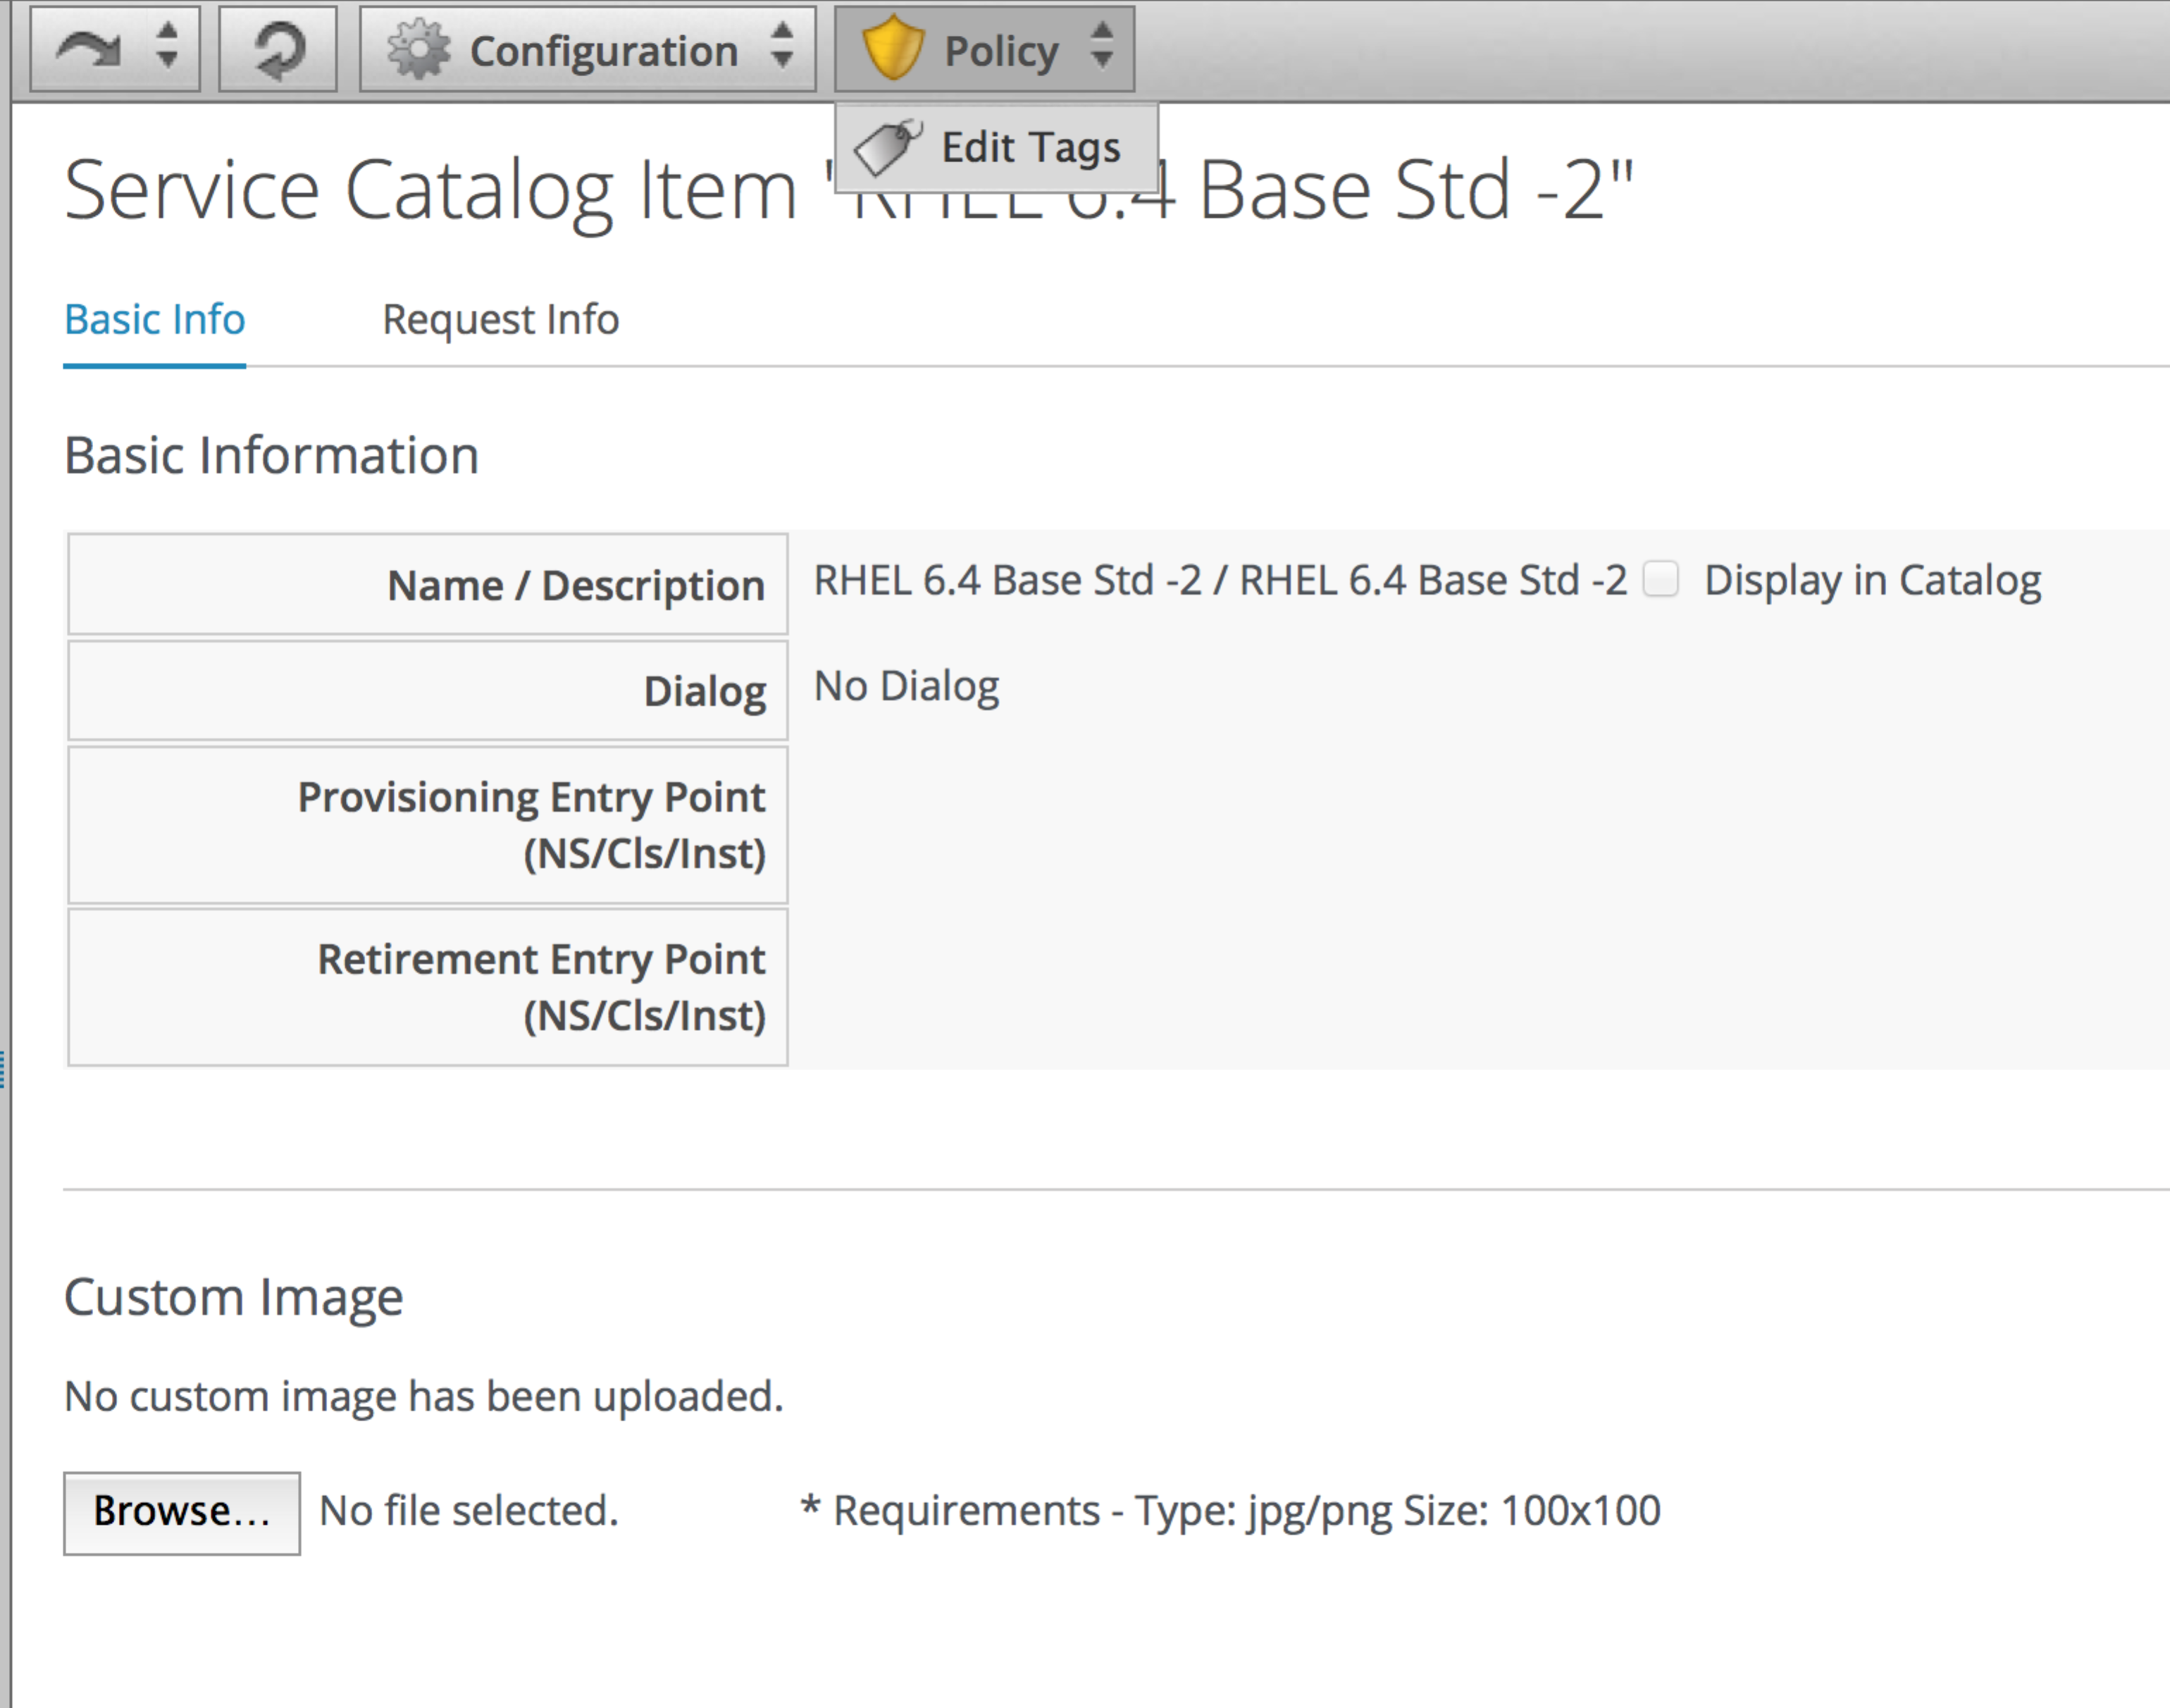 Configuration
Policy
Edit Tags
Service Catalog Item "RHEL 6.4 Base Std -2"
Basic Info
Request Info
Basic Information
Name / Description
RHEL 6.4 Base Std -2 / RHEL 6.4 Base Std -2
Display in Catalog
Dialog
No Dialog
Provisioning Entry Point
(NS/Cls/Inst)
Retirement Entry Point
(NS/Cls/Inst)
Custom Image
No custom image has been uploaded.
Browse...
No file selected.
* Requirements - Type: jpg/png Size: 100x100